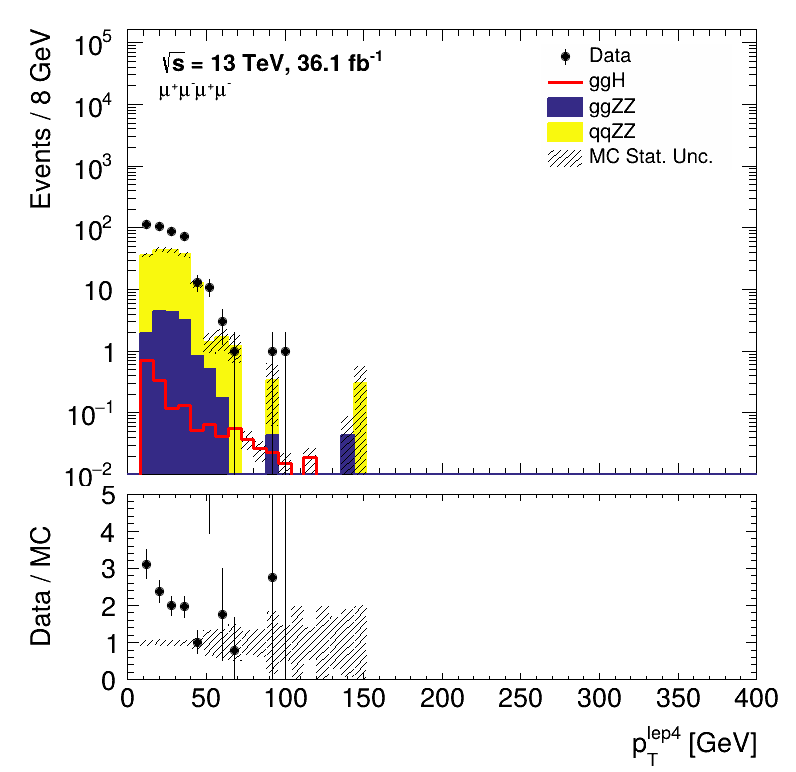 Events / 8 GeV
10⁵
10⁴
10³
10²
10
1
10⁻¹
10⁻²
√s = 13 TeV, 36.1 fb⁻¹
μ⁺μ⁻μ⁺μ⁻
Data
ggH
ggZZ
qqZZ
MC Stat. Unc.
Data / MC
5
4
3
2
1
0
0 50 100 150 200 250 300 350 400
p_T^lep4 [GeV]